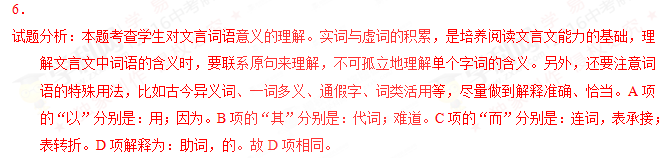 6．
试题分析：本题考查学生对文言词语意义的理解。实词与虚词的积累，是培养阅读文言文能力的基础，理
解文言文中词语的含义时，要联系原句来理解，不可孤立地理解单个字词的含义。另外，还要注意词
语的特殊用法，比如古今异义词、一词多义、通假字、词类活用等，尽量做到解释准确、恰当。A 项
的“以”分别是：用；因为。B 项的“其”分别是：代词；难道。C 项的“而”分别是：连词，表承接；
表转折。D 项解释为：助词，的。故 D 项相同。